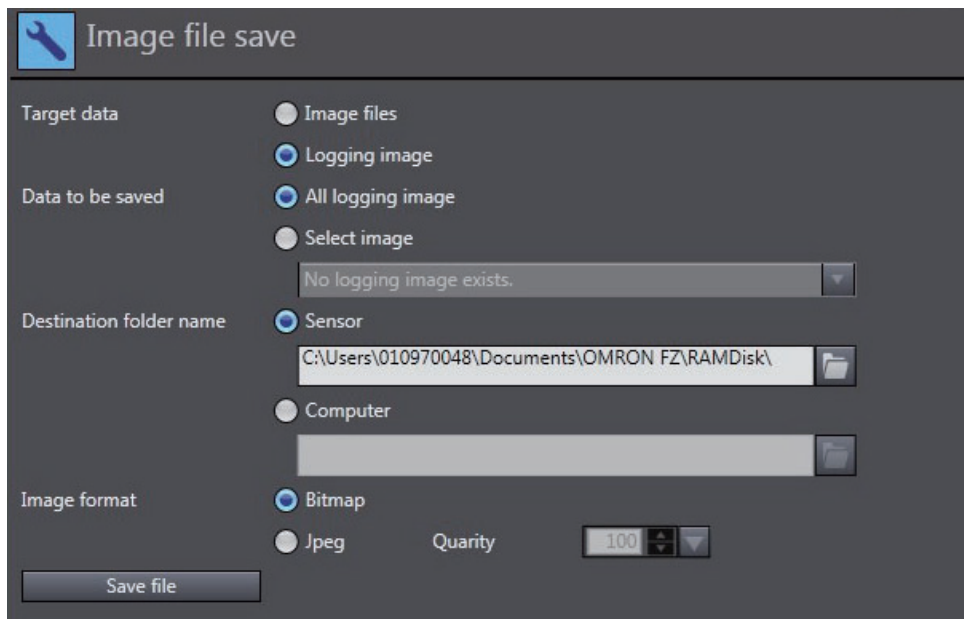 Image file save
Target data
Image files
Logging image
Data to be saved
All logging image
Select image
No logging image exists.
Destination folder name
Sensor
C:\Users\010970048\Documents\OMRON FZ\RAMDisk\
Computer
Image format
Bitmap
Jpeg Quarity 100
Save file